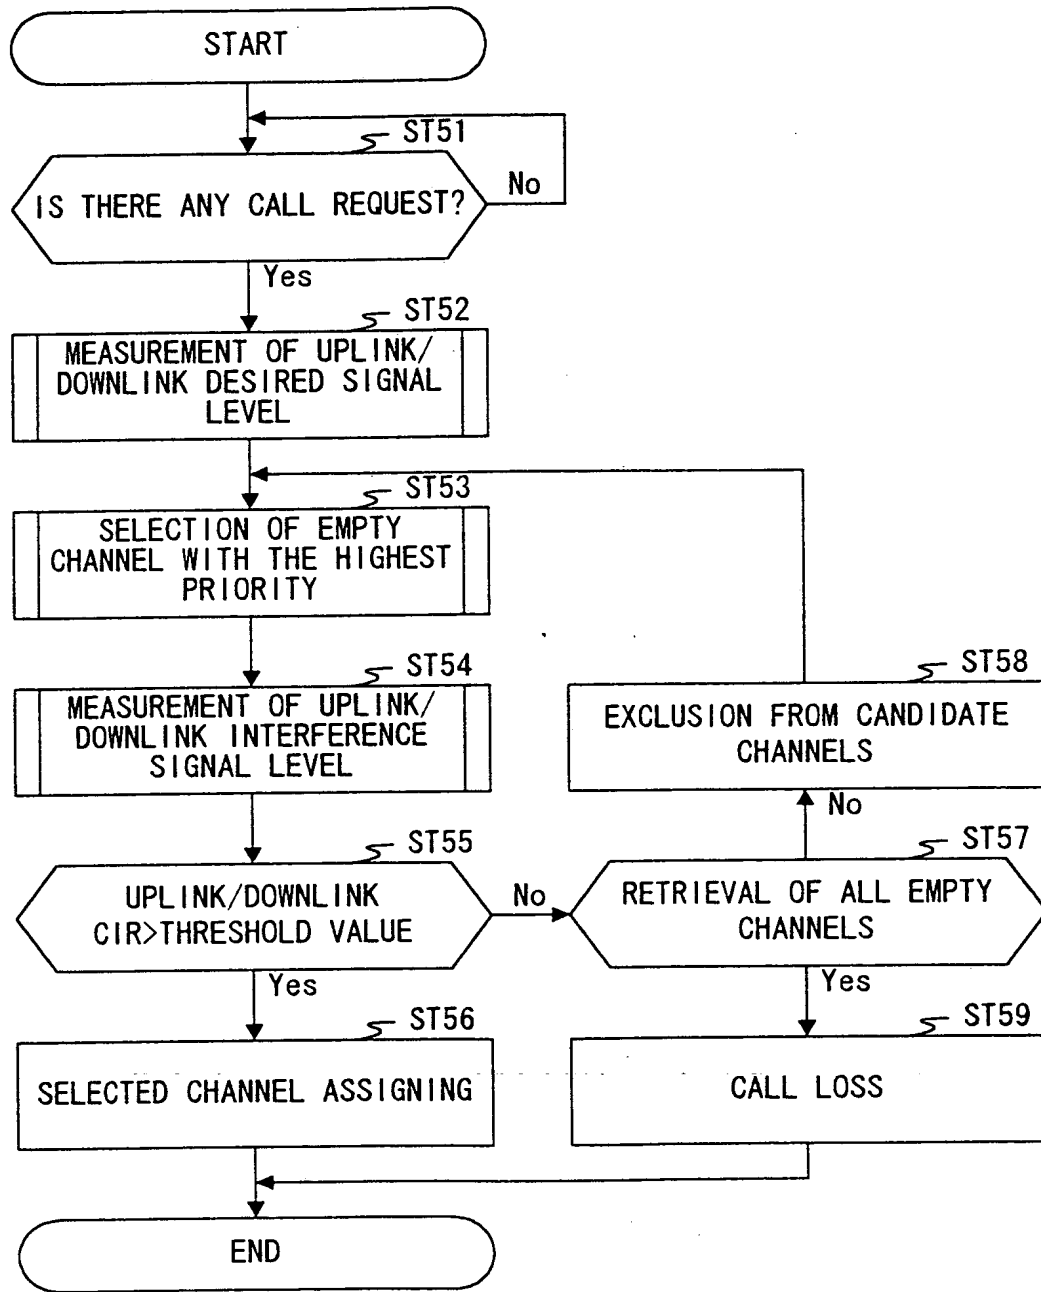 START
ST51
IS THERE ANY CALL REQUEST?
No
Yes
ST52
MEASUREMENT OF UPLINK/
DOWNLINK DESIRED SIGNAL
LEVEL
ST53
SELECTION OF EMPTY
CHANNEL WITH THE HIGHEST
PRIORITY
ST54
MEASUREMENT OF UPLINK/
DOWNLINK INTERFERENCE
SIGNAL LEVEL
ST58
EXCLUSION FROM CANDIDATE
CHANNELS
No
ST55
UPLINK/DOWNLINK
CIR>THRESHOLD VALUE
No
ST57
RETRIEVAL OF ALL EMPTY
CHANNELS
Yes
Yes
ST56
SELECTED CHANNEL ASSIGNING
ST59
CALL LOSS
END